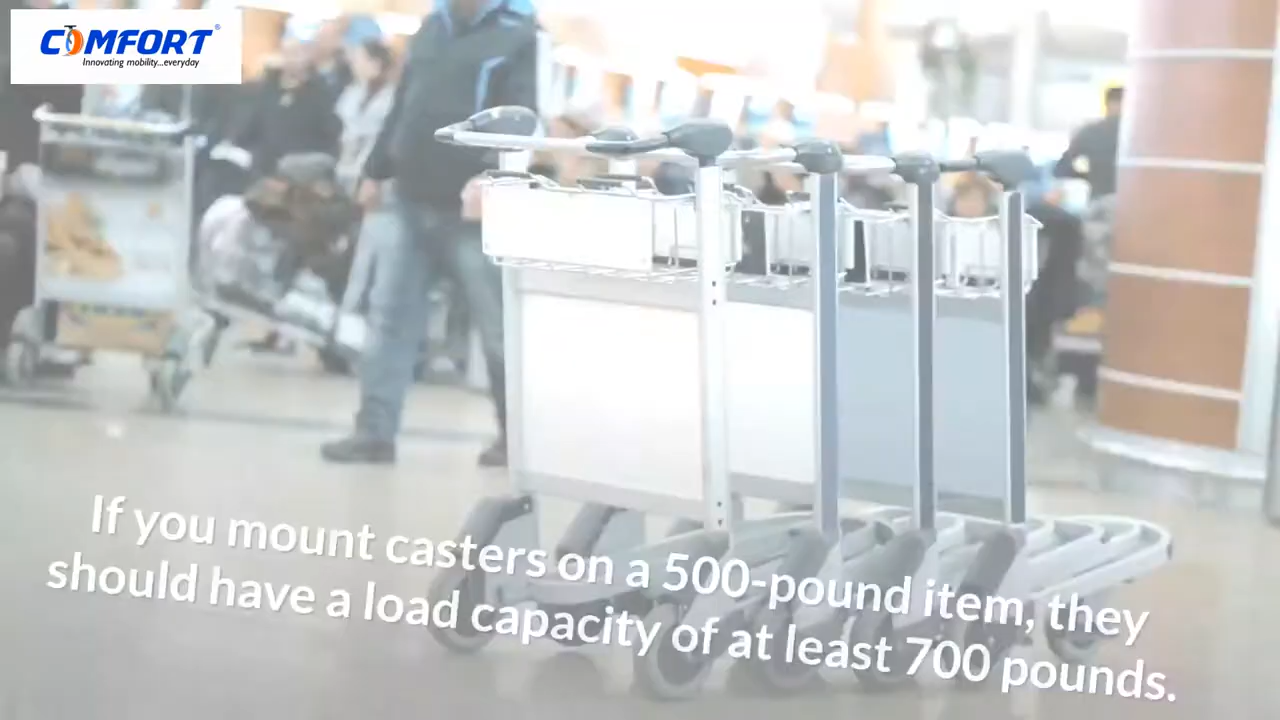 COMFORT®
Innovating mobility...everyday
If you mount casters on a 500-pound item, they
should have a load capacity of at least 700 pounds.